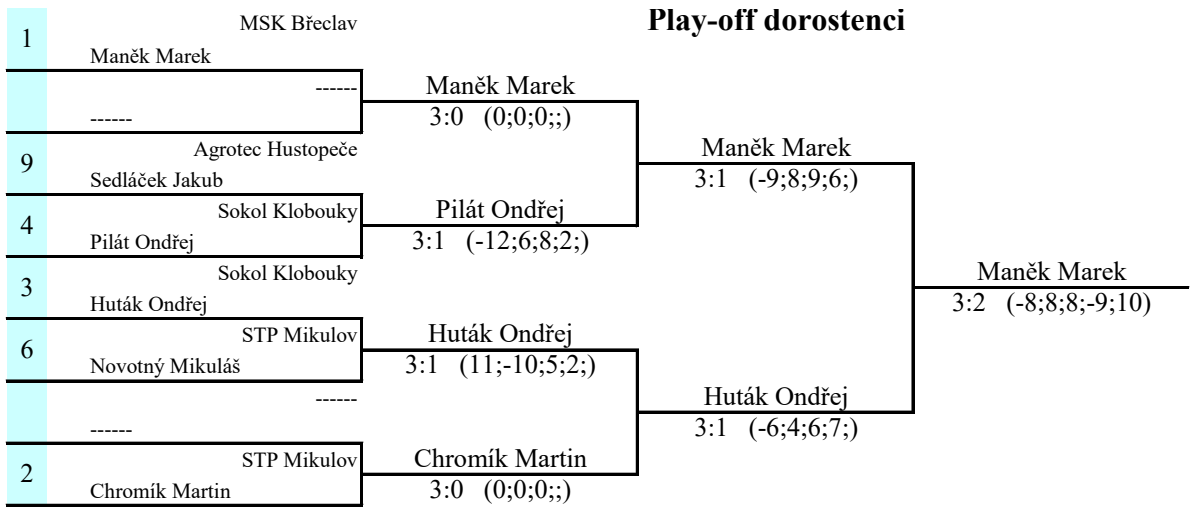 Play-off dorostenci
1
MSK Břeclav
Maněk Marek
------
------
9
Agrotec Hustopeče
Sedláček Jakub
4
Sokol Klobouky
Pilát Ondřej
3
Sokol Klobouky
Huták Ondřej
6
STP Mikulov
Novotný Mikuláš
------
------
2
STP Mikulov
Chromík Martin
Maněk Marek
3:0 (0;0;0;;)
Pilát Ondřej
3:1 (-12;6;8;2;)
Huták Ondřej
3:1 (11;-10;5;2;)
Chromík Martin
3:0 (0;0;0;;)
Maněk Marek
3:1 (-9;8;9;6;)
Huták Ondřej
3:1 (-6;4;6;7;)
Maněk Marek
3:2 (-8;8;8;-9;10)